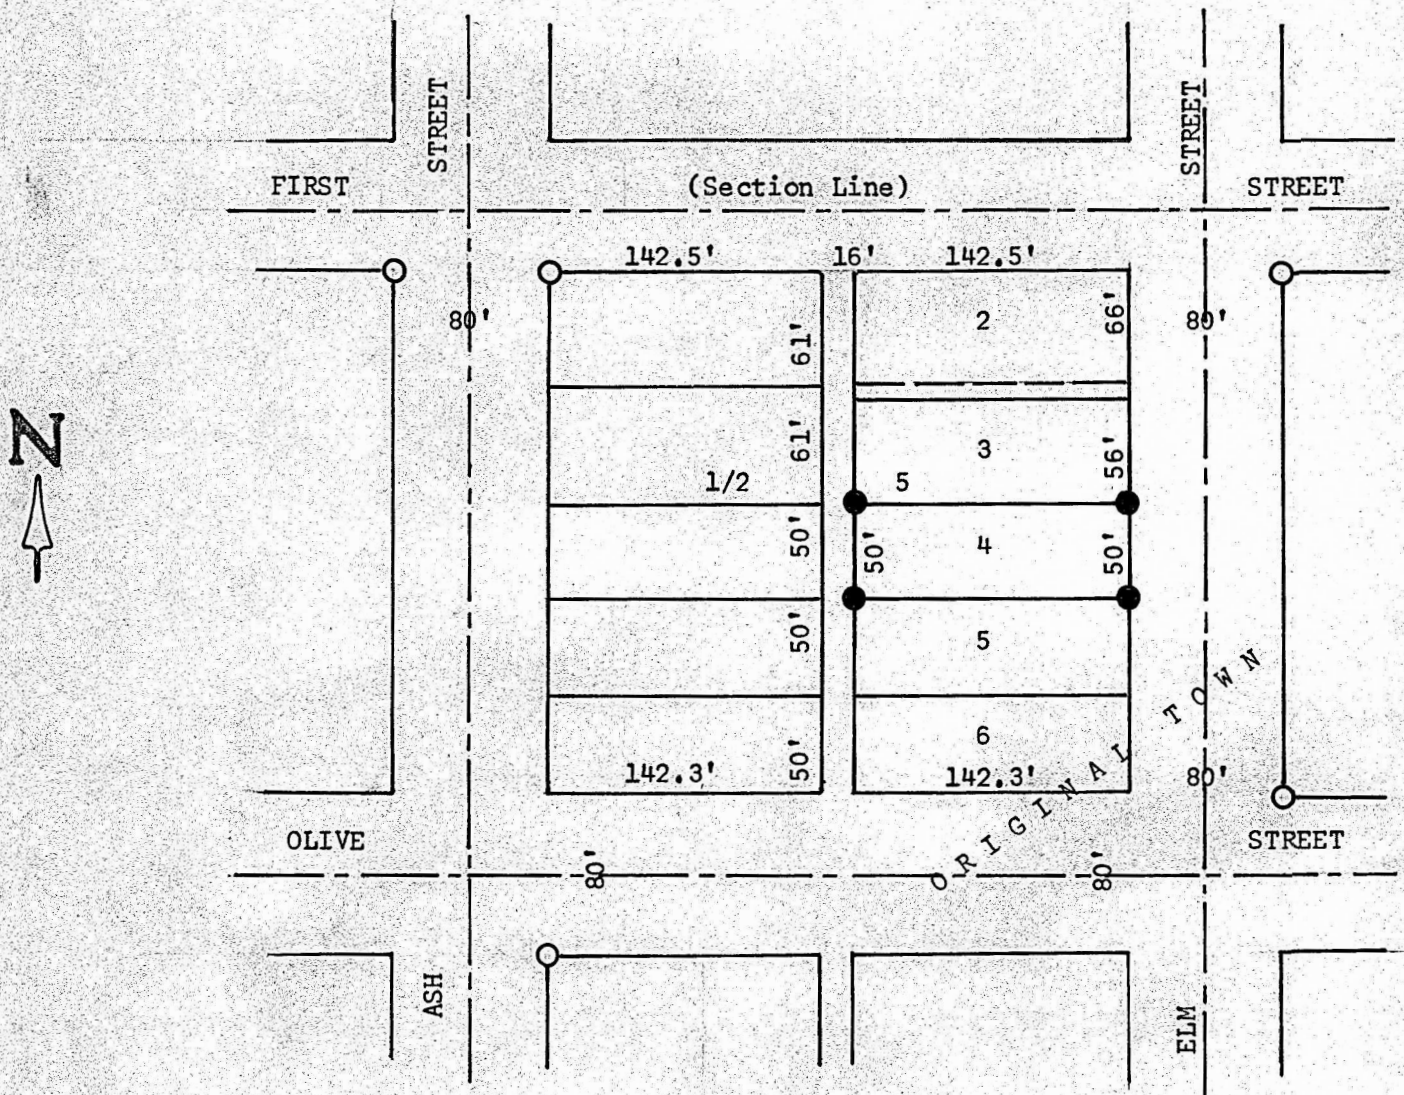 STREET STREET
FIRST (Section Line) STREET
142.5' 16' 142.5'
80' 61' 2 66' 80'
N
61' 3 56'
1/2 5
50' 50' 4 50'
50' 5
ORIGINAL TOWN
50' 6
142.3' 142.3' 80'
OLIVE STREET
80' 80'
ASH ELM